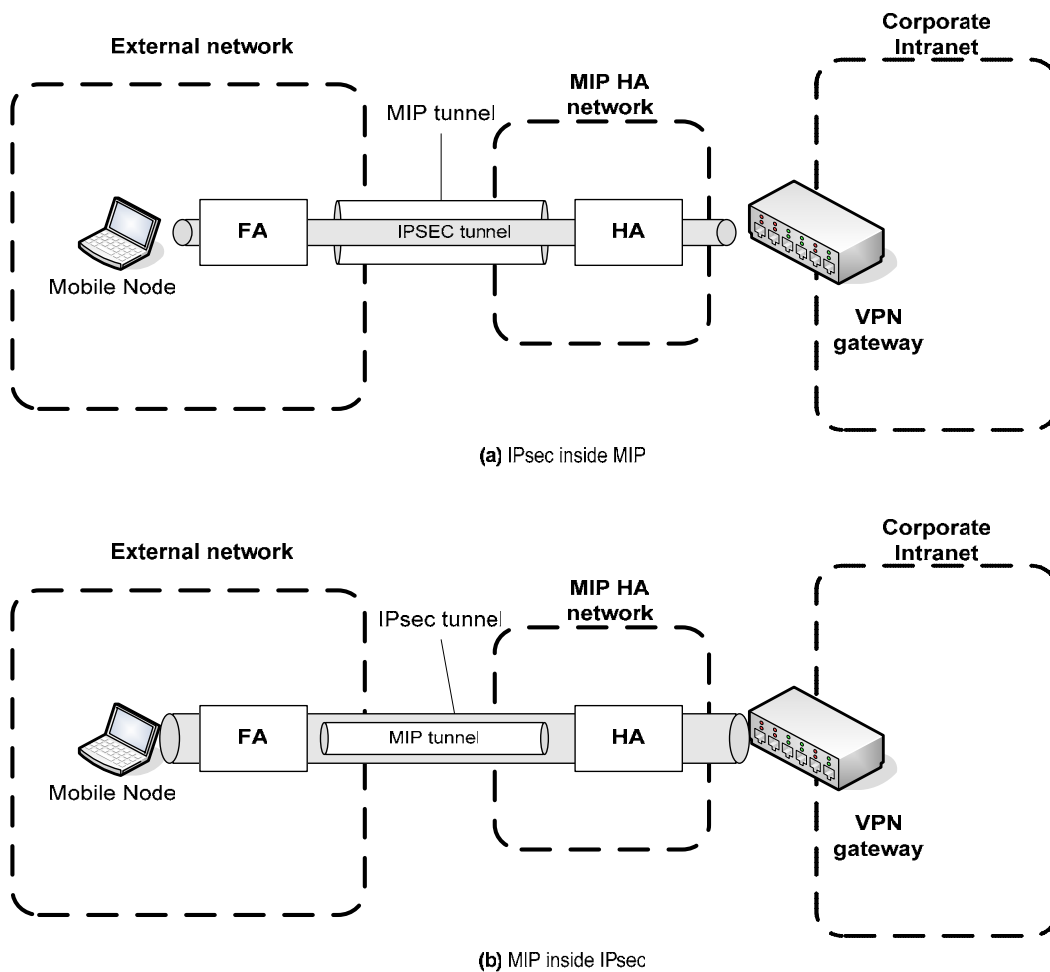 External network
Corporate
Intranet
MIP HA
network
MIP tunnel
FA
IPSEC tunnel
HA
Mobile Node
VPN
gateway
(a) IPsec inside MIP
External network
Corporate
Intranet
MIP HA
network
IPsec tunnel
FA
MIP tunnel
HA
Mobile Node
VPN
gateway
(b) MIP inside IPsec